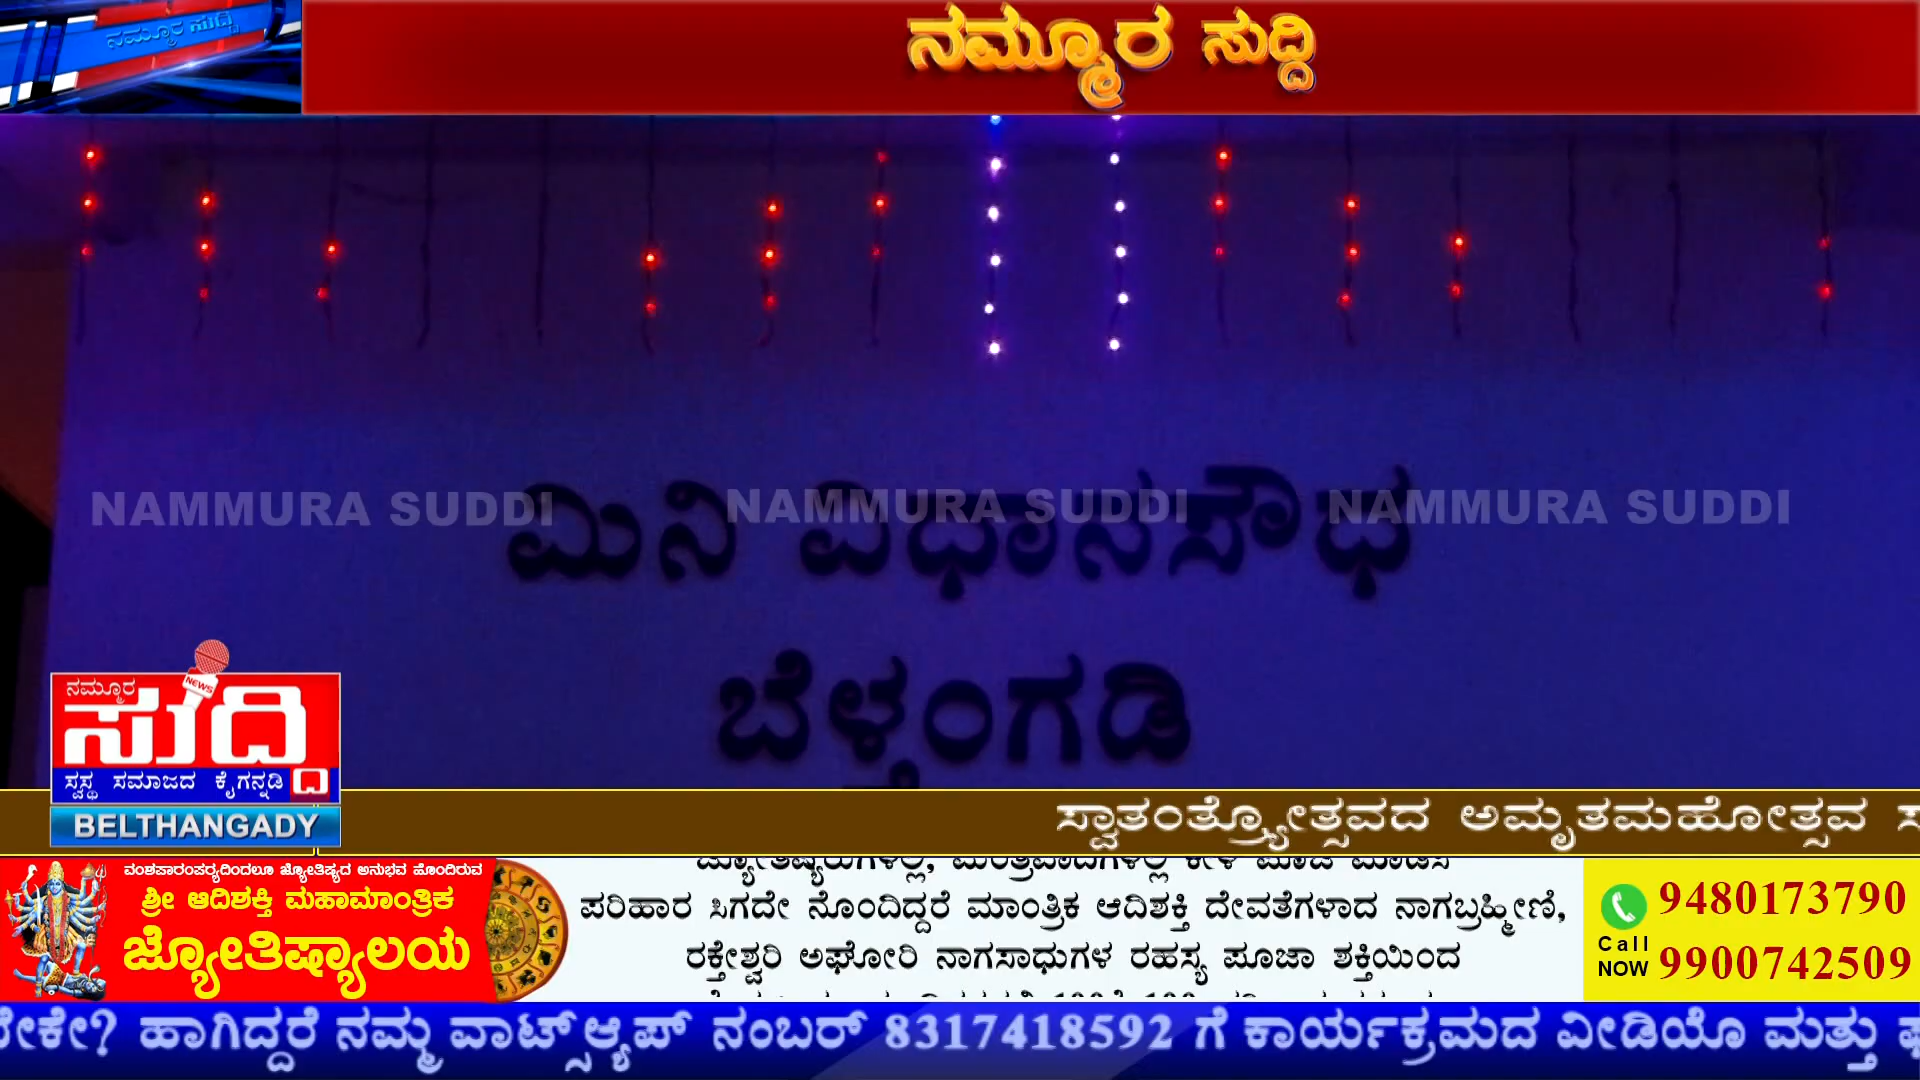 ನಮ್ಮೂರ ಸುದ್ದಿ
ನಮ್ಮೂರ ಸುದ್ದಿ
NAMMURA SUDDI NAMMURA SUDDI NAMMURA SUDDI
ಮಿನಿ ವಿಧಾನಸೌಧ
ಬೆಳ್ತಂಗಡಿ
ನಮ್ಮೂರ
NEWS
ಸುದ್ದಿ
ಸ್ವಸ್ಥ ಸಮಾಜದ ಕೈಗನ್ನಡಿ
BELTHANGADY
ಸ್ವಾತಂತ್ರ್ಯೋತ್ಸವದ ಅಮೃತಮಹೋತ್ಸವ
ವಂಶಪಾರಂಪರ್‍ಯದಿಂದಲೂ ಜ್ಯೋತಿಷ್ಯದ ಅನುಭವ ಹೊಂದಿರುವ
ಶ್ರೀ ಆದಿಶಕ್ತಿ ಮಹಾಮಾಂತ್ರಿಕ
ಜ್ಯೋತಿಷ್ಯಾಲಯ
ಪರಿಹಾರ ಸಿಗದೇ ನೊಂದಿದ್ದರೆ ಮಾಂತ್ರಿಕ ಆದಿಶಕ್ತಿ ದೇವತೆಗಳಾದ ನಾಗಬ್ರಹ್ಮೀಣಿ,
ರಕ್ತೇಶ್ವರಿ ಅಘೋರಿ ನಾಗಸಾಧುಗಳ ರಹಸ್ಯ ಪೂಜಾ ಶಕ್ತಿಯಿಂದ
Call NOW
9480173790
9900742509
ಬೇಕೇ? ಹಾಗಿದ್ದರೆ ನಮ್ಮ ವಾಟ್ಸ್ಆ್ಯಪ್ ನಂಬರ್ 8317418592 ಗೆ ಕಾರ್ಯಕ್ರಮದ ವೀಡಿಯೊ ಮತ್ತು